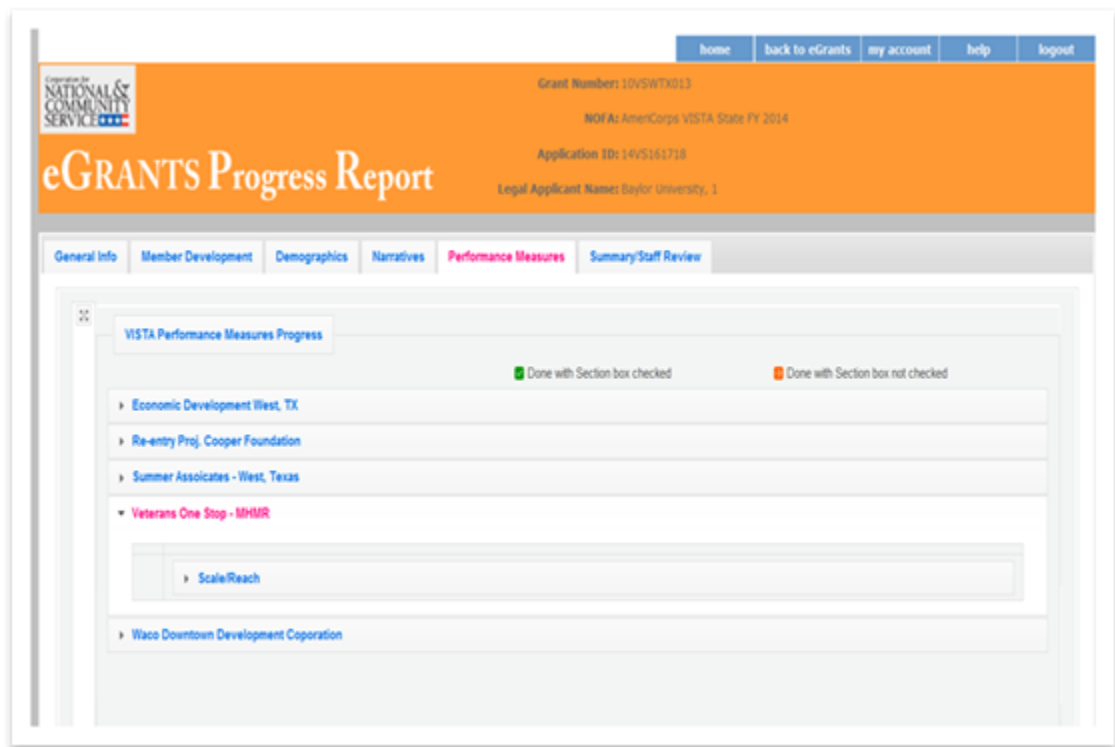 home back to eGrants my account help logout
Corporation for
NATIONAL &
COMMUNITY
SERVICE
Grant Number: 10VSWTX013
NOFA: AmeriCorps VISTA State FY 2014
Application ID: 14VS161718
Legal Applicant Name: Baylor University, 1
eGRANTS Progress Report
General Info Member Development Demographics Narratives Performance Measures Summary/Staff Review
VISTA Performance Measures Progress
Done with Section box checked Done with Section box not checked
Economic Development West, TX
Re-entry Proj. Cooper Foundation
Summer Assoicates - West, Texas
Veterans One Stop - MHMR
Scale/Reach
Waco Downtown Development Coporation